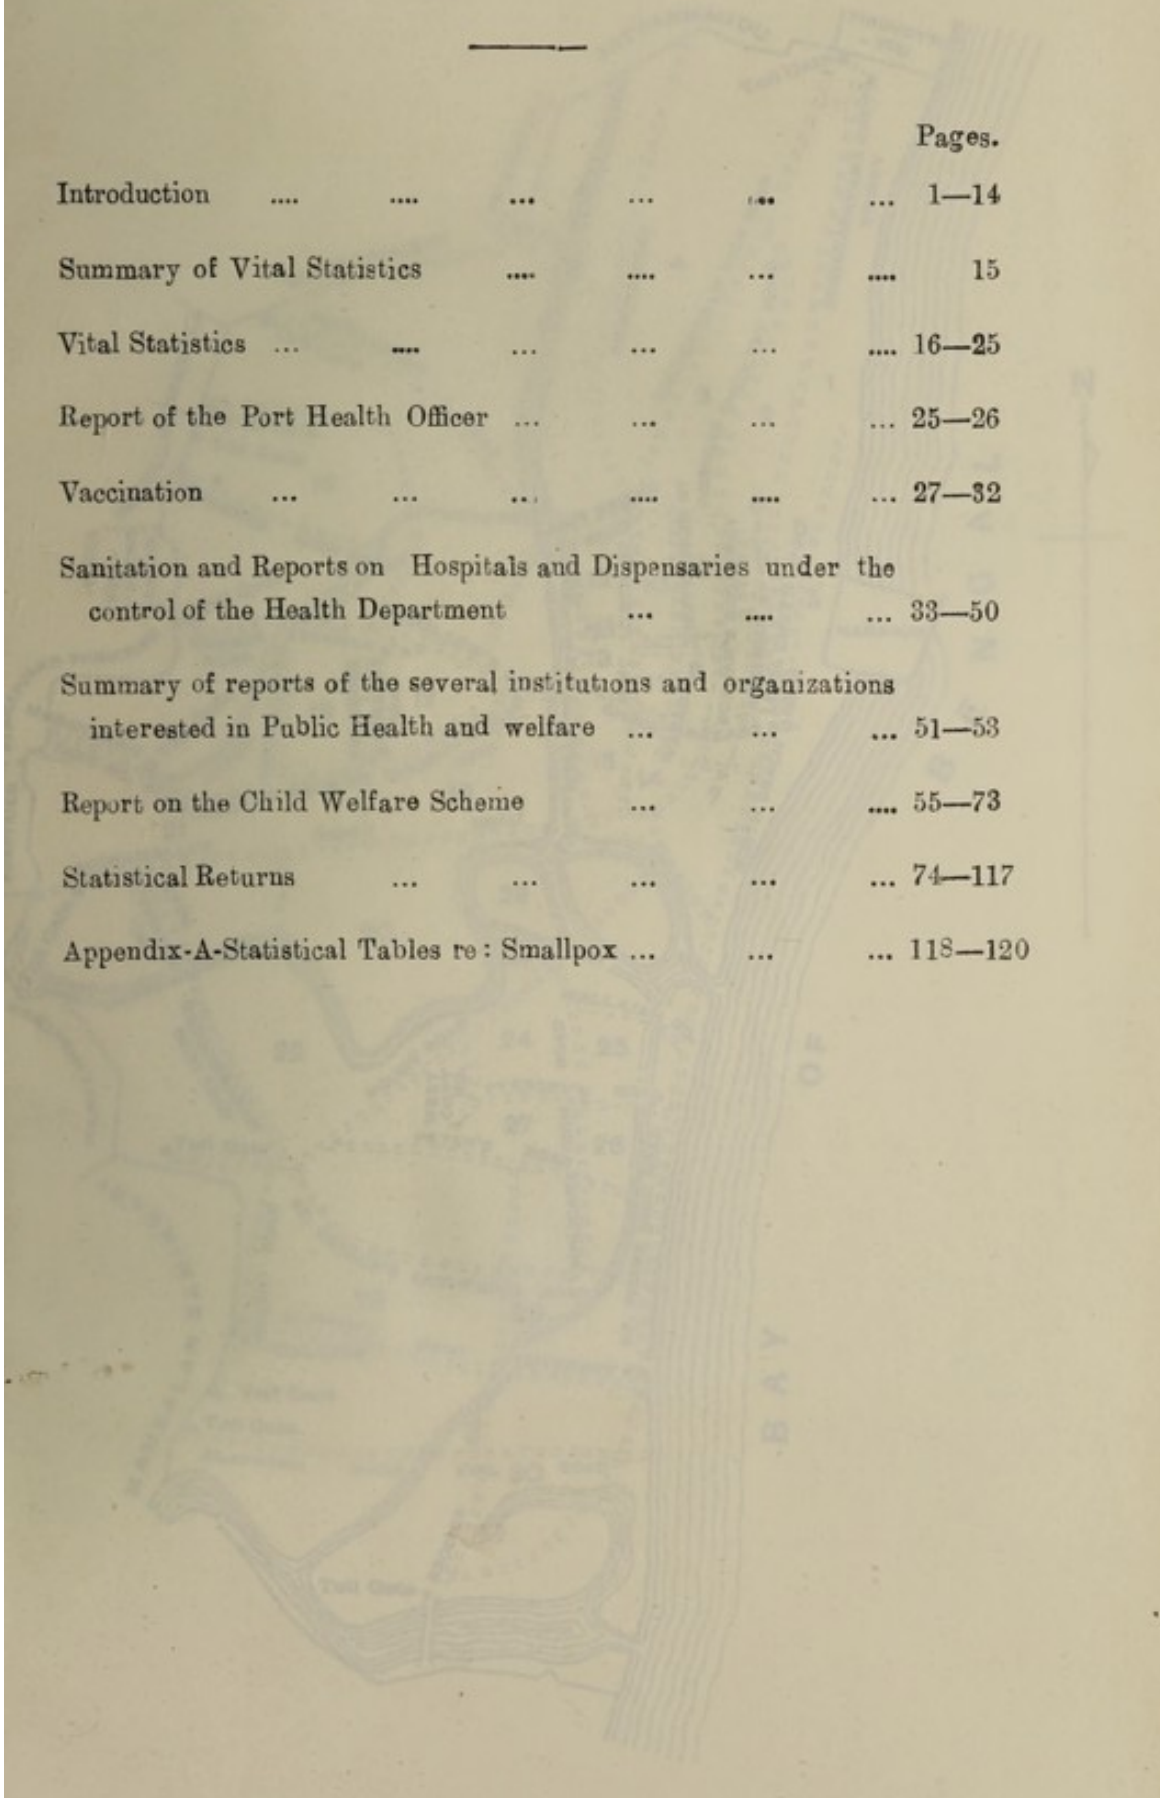 Pages.
Introduction .... .... ... ... ... ... 1—14
Summary of Vital Statistics .... .... ... .... 15
Vital Statistics ... .... ... ... ... .... 16—25
Report of the Port Health Officer ... ... ... ... 25—26
Vaccination ... ... ... .... .... ... 27—32
Sanitation and Reports on Hospitals and Dispensaries under the
control of the Health Department ... .... ... 33—50
Summary of reports of the several institutions and organizations
interested in Public Health and welfare ... ... ... 51—53
Report on the Child Welfare Scheme ... ... .... 55—73
Statistical Returns ... ... ... ... ... 74—117
Appendix-A-Statistical Tables re: Smallpox ... ... ... 118—120
OF
BAY